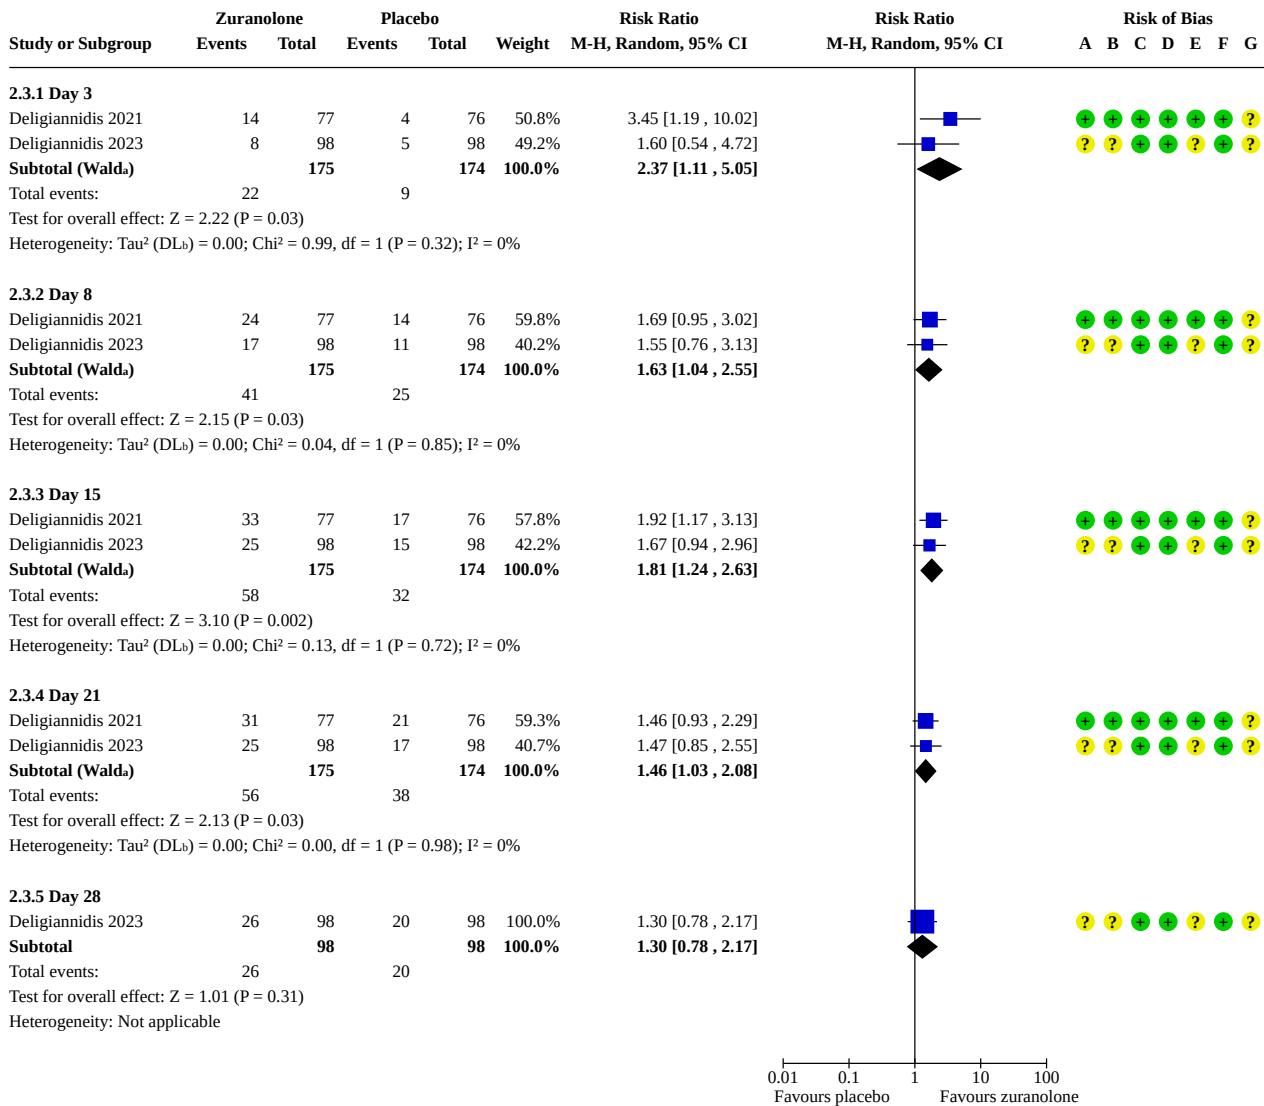 Zuranolone Placebo Risk Ratio Risk Ratio Risk of Bias
Study or Subgroup Events Total Events Total Weight M-H, Random, 95% CI M-H, Random, 95% CI A B C D E F G
2.3.1 Day 3
Deligiannidis 2021 14 77 4 76 50.8% 3.45 [1.19 , 10.02] + + + + + + ?
Deligiannidis 2023 8 98 5 98 49.2% 1.60 [0.54 , 4.72] ? ? + + ? + ?
Subtotal (Walda) 175 174 100.0% 2.37 [1.11 , 5.05]
Total events: 22 9
Test for overall effect: Z = 2.22 (P = 0.03)
Heterogeneity: Tau² (DLb) = 0.00; Chi² = 0.99, df = 1 (P = 0.32); I² = 0%
2.3.2 Day 8
Deligiannidis 2021 24 77 14 76 59.8% 1.69 [0.95 , 3.02] + + + + + + ?
Deligiannidis 2023 17 98 11 98 40.2% 1.55 [0.76 , 3.13] ? ? + + ? + ?
Subtotal (Walda) 175 174 100.0% 1.63 [1.04 , 2.55]
Total events: 41 25
Test for overall effect: Z = 2.15 (P = 0.03)
Heterogeneity: Tau² (DLb) = 0.00; Chi² = 0.04, df = 1 (P = 0.85); I² = 0%
2.3.3 Day 15
Deligiannidis 2021 33 77 17 76 57.8% 1.92 [1.17 , 3.13] + + + + + + ?
Deligiannidis 2023 25 98 15 98 42.2% 1.67 [0.94 , 2.96] ? ? + + ? + ?
Subtotal (Walda) 175 174 100.0% 1.81 [1.24 , 2.63]
Total events: 58 32
Test for overall effect: Z = 3.10 (P = 0.002)
Heterogeneity: Tau² (DLb) = 0.00; Chi² = 0.13, df = 1 (P = 0.72); I² = 0%
2.3.4 Day 21
Deligiannidis 2021 31 77 21 76 59.3% 1.46 [0.93 , 2.29] + + + + + + ?
Deligiannidis 2023 25 98 17 98 40.7% 1.47 [0.85 , 2.55] ? ? + + ? + ?
Subtotal (Walda) 175 174 100.0% 1.46 [1.03 , 2.08]
Total events: 56 38
Test for overall effect: Z = 2.13 (P = 0.03)
Heterogeneity: Tau² (DLb) = 0.00; Chi² = 0.00, df = 1 (P = 0.98); I² = 0%
2.3.5 Day 28
Deligiannidis 2023 26 98 20 98 100.0% 1.30 [0.78 , 2.17] ? ? + + ? + ?
Subtotal 98 98 100.0% 1.30 [0.78 , 2.17]
Total events: 26 20
Test for overall effect: Z = 1.01 (P = 0.31)
Heterogeneity: Not applicable
0.01 0.1 1 10 100
Favours placebo Favours zuranolone